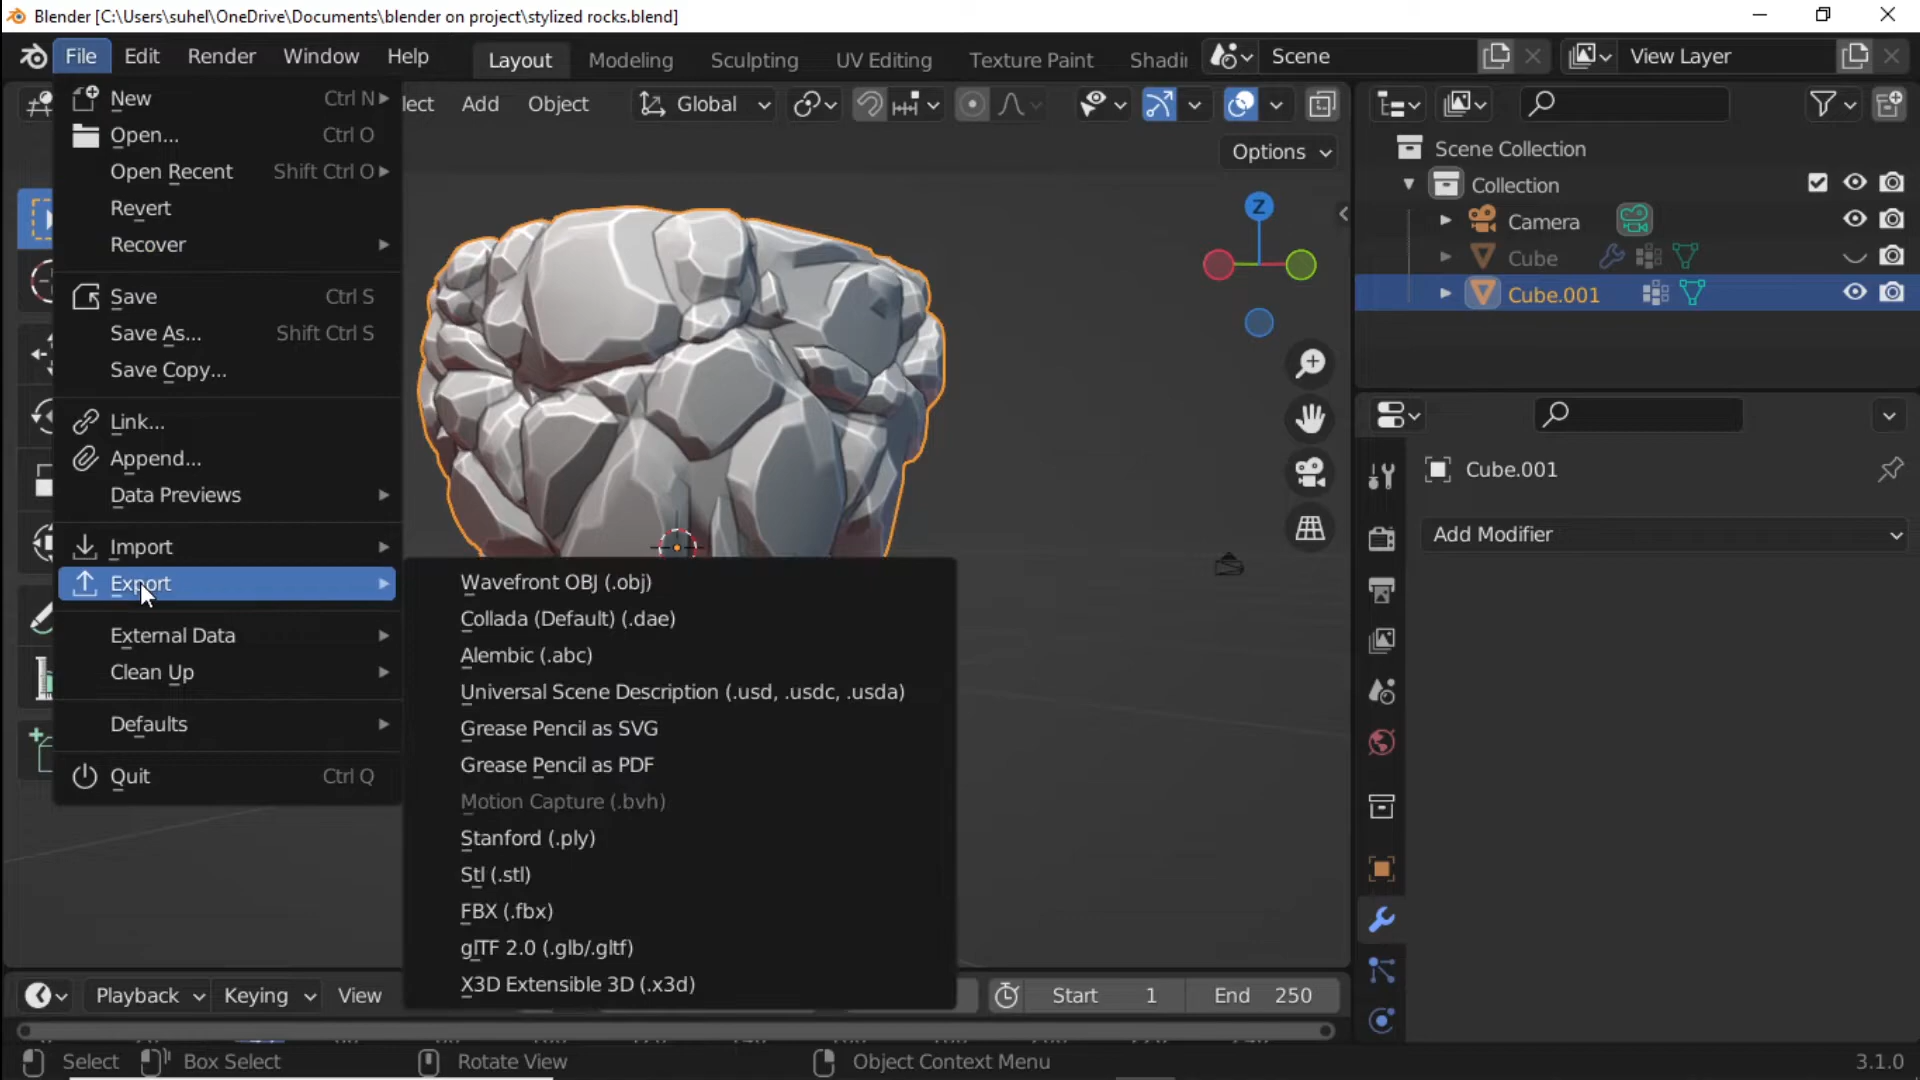 Blender [C:\Users\suhel\OneDrive\Documents\blender on project\stylized rocks.blend]
File Edit Render Window Help Layout Modeling Sculpting UV Editing Texture Paint Shadi Scene View Layer
lect Add Object Global
Options
New Ctrl N
Open... Ctrl O
Open Recent Shift Ctrl O
Revert
Recover
Save Ctrl S
Save As... Shift Ctrl S
Save Copy...
Link...
Append...
Data Previews
Import
Export
External Data
Clean Up
Defaults
Quit Ctrl Q
Wavefront OBJ (.obj)
Collada (Default) (.dae)
Alembic (.abc)
Universal Scene Description (.usd, .usdc, .usda)
Grease Pencil as SVG
Grease Pencil as PDF
Motion Capture (.bvh)
Stanford (.ply)
Stl (.stl)
FBX (.fbx)
glTF 2.0 (.glb/.gltf)
X3D Extensible 3D (.x3d)
Z
Scene Collection
Collection
Camera
Cube
Cube.001
Cube.001
Add Modifier
Playback Keying View Start 1 End 250
Select Box Select Rotate View Object Context Menu 3.1.0